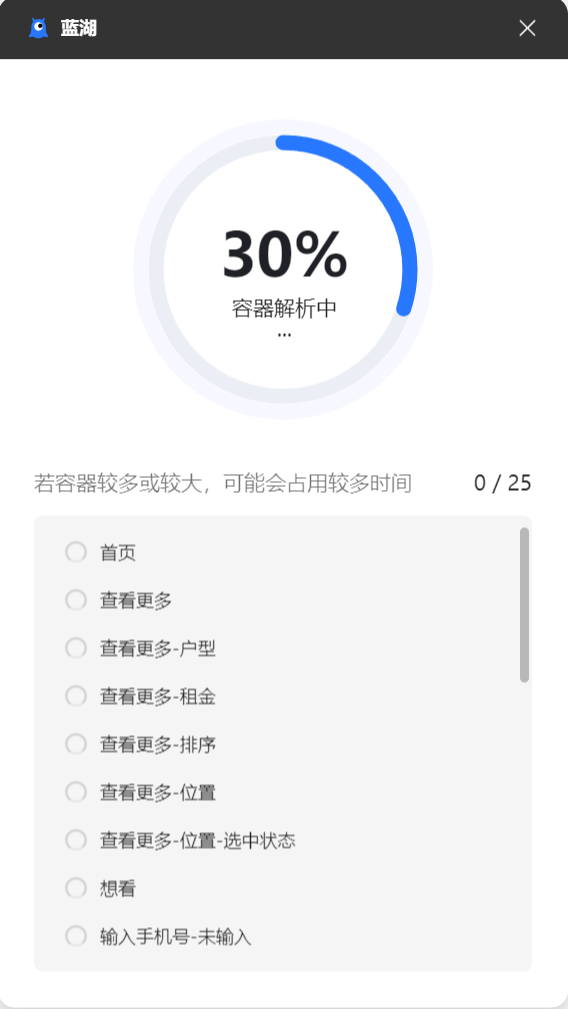 蓝湖
30%
容器解析中
...
若容器较多或较大，可能会占用较多时间 0 / 25
首页
查看更多
查看更多-户型
查看更多-租金
查看更多-排序
查看更多-位置
查看更多-位置-选中状态
想看
输入手机号-未输入